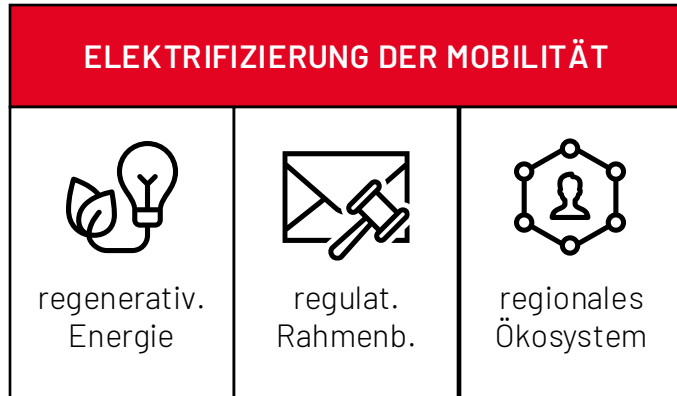 ELEKTRIFIZIERUNG DER MOBILITÄT
regenerativ.
Energie
regulat.
Rahmenb.
regionales
Ökosystem